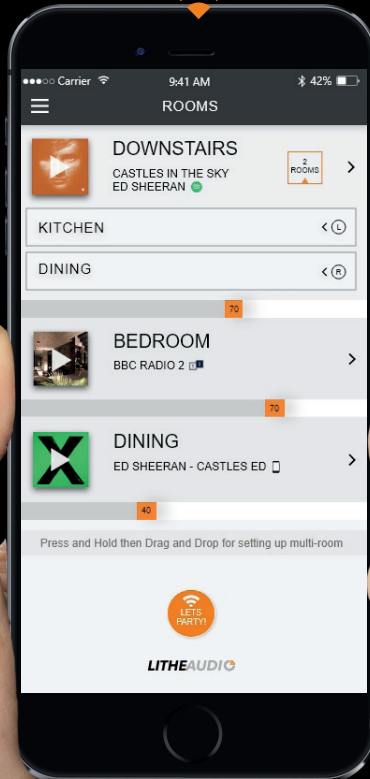 Carrier
9:41 AM
42%
ROOMS
DOWNSTAIRS
CASTLES IN THE SKY
ED SHEERAN
2
ROOMS
KITCHEN
< L
DINING
< R
70
BEDROOM
BBC RADIO 2
70
DINING
ED SHEERAN - CASTLES ED
40
Press and Hold then Drag and Drop for setting up multi-room
LETS
PARTY!
LITHEAUDIO